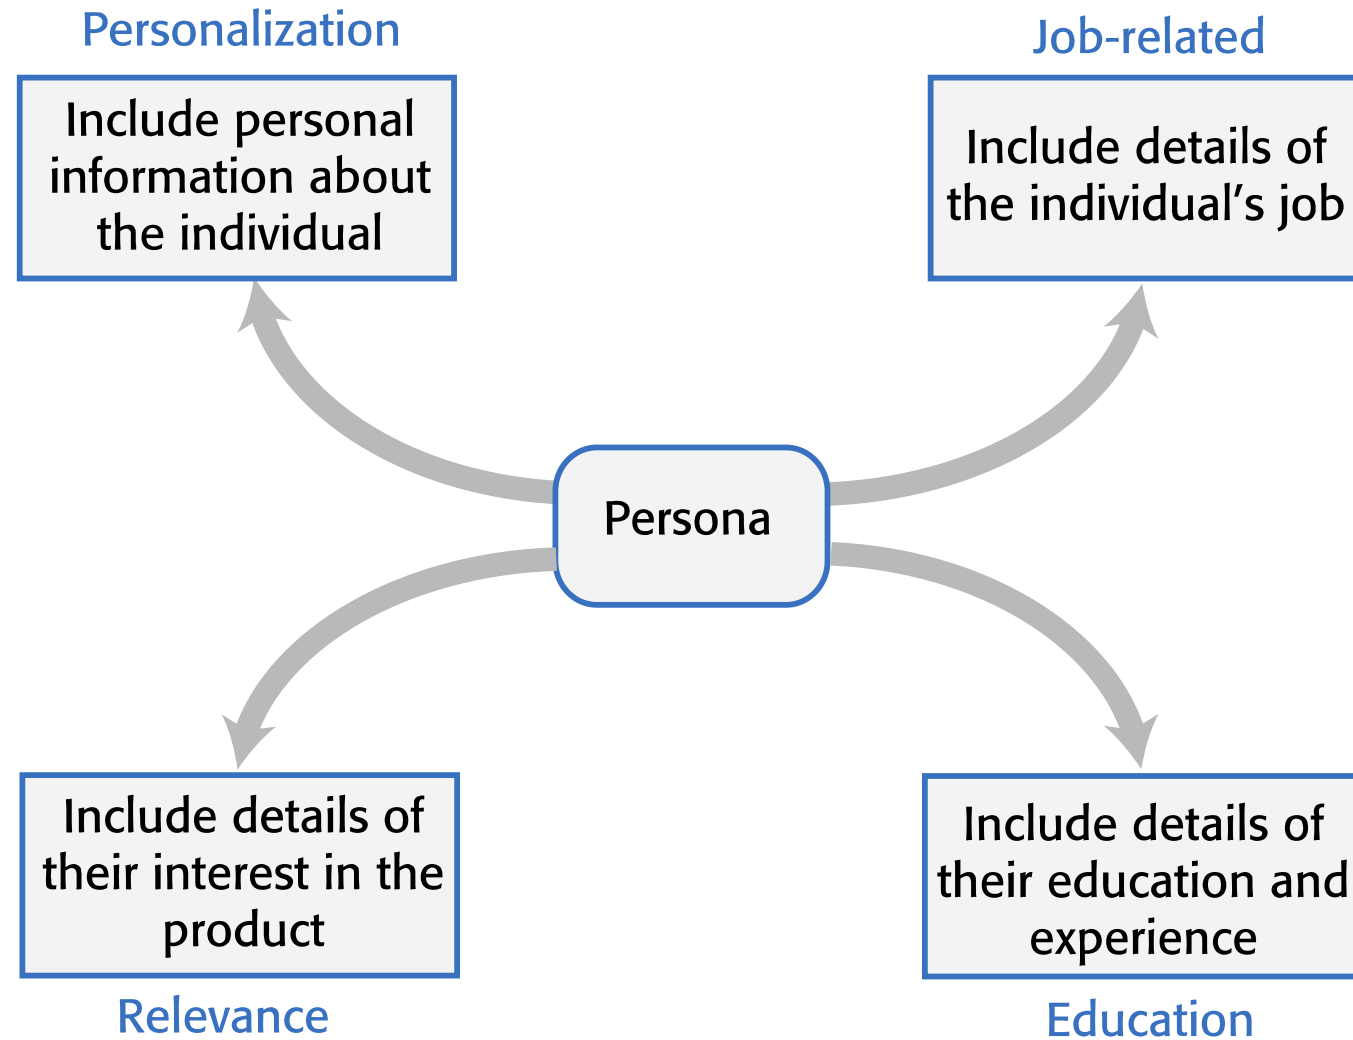 Personalization
Include personal
information about
the individual
Job-related
Include details of
the individual's job
Persona
Include details of
their interest in the
product
Relevance
Include details of
their education and
experience
Education